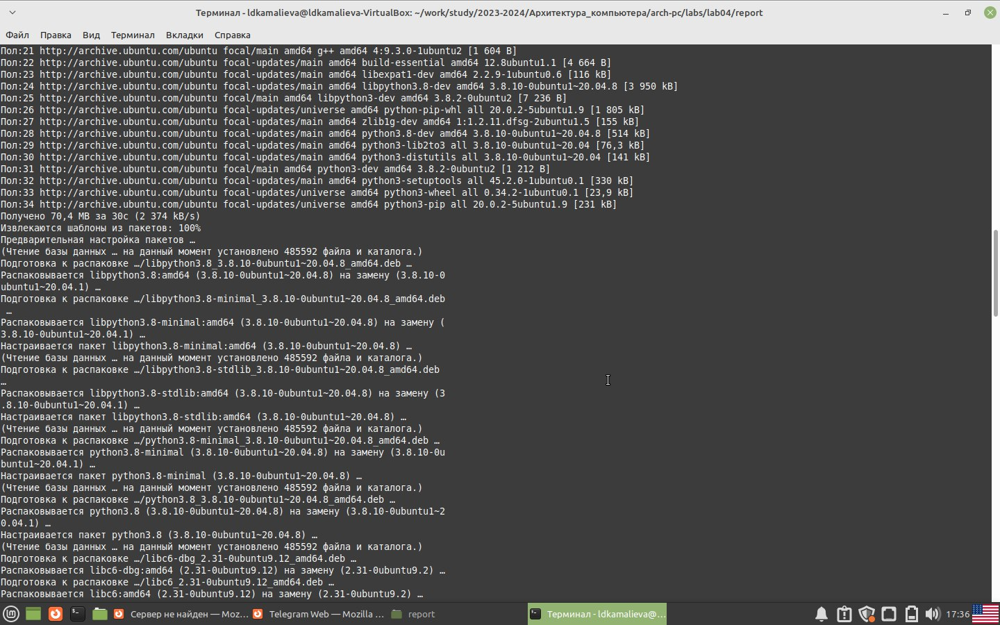 Терминал - ldkamalieva@ldkamalieva-VirtualBox: ~/work/study/2023-2024/Архитектура_компьютера/arch-pc/labs/lab04/report
Файл Правка Вид Терминал Вкладки Справка
Пол:21 http://archive.ubuntu.com/ubuntu focal/main amd64 g++ amd64 4:9.3.0-1ubuntu2 [1 604 B]
Пол:22 http://archive.ubuntu.com/ubuntu focal-updates/main amd64 build-essential amd64 12.8ubuntu1.1 [4 664 B]
Пол:23 http://archive.ubuntu.com/ubuntu focal-updates/main amd64 libexpat1-dev amd64 2.2.9-1ubuntu0.6 [116 kB]
Пол:24 http://archive.ubuntu.com/ubuntu focal-updates/main amd64 libpython3.8-dev amd64 3.8.10-0ubuntu1~20.04.8 [3 950 kB]
Пол:25 http://archive.ubuntu.com/ubuntu focal/main amd64 libpython3-dev amd64 3.8.2-0ubuntu2 [7 236 B]
Пол:26 http://archive.ubuntu.com/ubuntu focal-updates/universe amd64 python-pip-whl all 20.0.2-5ubuntu1.9 [1 805 kB]
Пол:27 http://archive.ubuntu.com/ubuntu focal-updates/main amd64 zlib1g-dev amd64 1:1.2.11.dfsg-2ubuntu1.5 [155 kB]
Пол:28 http://archive.ubuntu.com/ubuntu focal-updates/main amd64 python3.8-dev amd64 3.8.10-0ubuntu1~20.04.8 [514 kB]
Пол:29 http://archive.ubuntu.com/ubuntu focal-updates/main amd64 python3-lib2to3 all 3.8.10-0ubuntu1~20.04 [76,3 kB]
Пол:30 http://archive.ubuntu.com/ubuntu focal-updates/main amd64 python3-distutils all 3.8.10-0ubuntu1~20.04 [141 kB]
Пол:31 http://archive.ubuntu.com/ubuntu focal/main amd64 python3-dev amd64 3.8.2-0ubuntu2 [1 212 B]
Пол:32 http://archive.ubuntu.com/ubuntu focal-updates/main amd64 python3-setuptools all 45.2.0-1ubuntu0.1 [330 kB]
Пол:33 http://archive.ubuntu.com/ubuntu focal-updates/universe amd64 python3-wheel all 0.34.2-1ubuntu0.1 [23,9 kB]
Пол:34 http://archive.ubuntu.com/ubuntu focal-updates/universe amd64 python3-pip all 20.0.2-5ubuntu1.9 [231 kB]
Получено 70,4 MB за 30с (2 374 kB/s)
Извлекаются шаблоны из пакетов: 100%
Предварительная настройка пакетов …
(Чтение базы данных … на данный момент установлено 485592 файла и каталога.)
Подготовка к распаковке …/libpython3.8_3.8.10-0ubuntu1~20.04.8_amd64.deb …
Распаковывается libpython3.8:amd64 (3.8.10-0ubuntu1~20.04.8) на замену (3.8.10-0
ubuntu1~20.04.1) …
Подготовка к распаковке …/libpython3.8-minimal_3.8.10-0ubuntu1~20.04.8_amd64.deb
…
Распаковывается libpython3.8-minimal:amd64 (3.8.10-0ubuntu1~20.04.8) на замену (
3.8.10-0ubuntu1~20.04.1) …
Настраивается пакет libpython3.8-minimal:amd64 (3.8.10-0ubuntu1~20.04.8) …
(Чтение базы данных … на данный момент установлено 485592 файла и каталога.)
Подготовка к распаковке …/libpython3.8-stdlib_3.8.10-0ubuntu1~20.04.8_amd64.deb
…
Распаковывается libpython3.8-stdlib:amd64 (3.8.10-0ubuntu1~20.04.8) на замену (3
.8.10-0ubuntu1~20.04.1) …
Настраивается пакет libpython3.8-stdlib:amd64 (3.8.10-0ubuntu1~20.04.8) …
(Чтение базы данных … на данный момент установлено 485592 файла и каталога.)
Подготовка к распаковке …/python3.8-minimal_3.8.10-0ubuntu1~20.04.8_amd64.deb …
Распаковывается python3.8-minimal (3.8.10-0ubuntu1~20.04.8) на замену (3.8.10-0u
buntu1~20.04.1) …
Настраивается пакет python3.8-minimal (3.8.10-0ubuntu1~20.04.8) …
(Чтение базы данных … на данный момент установлено 485592 файла и каталога.)
Подготовка к распаковке …/python3.8_3.8.10-0ubuntu1~20.04.8_amd64.deb …
Распаковывается python3.8 (3.8.10-0ubuntu1~20.04.8) на замену (3.8.10-0ubuntu1~2
0.04.1) …
Настраивается пакет python3.8 (3.8.10-0ubuntu1~20.04.8) …
(Чтение базы данных … на данный момент установлено 485592 файла и каталога.)
Подготовка к распаковке …/libc6-dbg_2.31-0ubuntu9.12_amd64.deb …
Распаковывается libc6-dbg:amd64 (2.31-0ubuntu9.12) на замену (2.31-0ubuntu9.2) …
Подготовка к распаковке …/libc6_2.31-0ubuntu9.12_amd64.deb …
Распаковывается libc6:amd64 (2.31-0ubuntu9.12) на замену (2.31-0ubuntu9.2) …
Сервер не найден — Moz... Telegram Web — Mozilla ... report Терминал - ldkamalieva@... 17:36